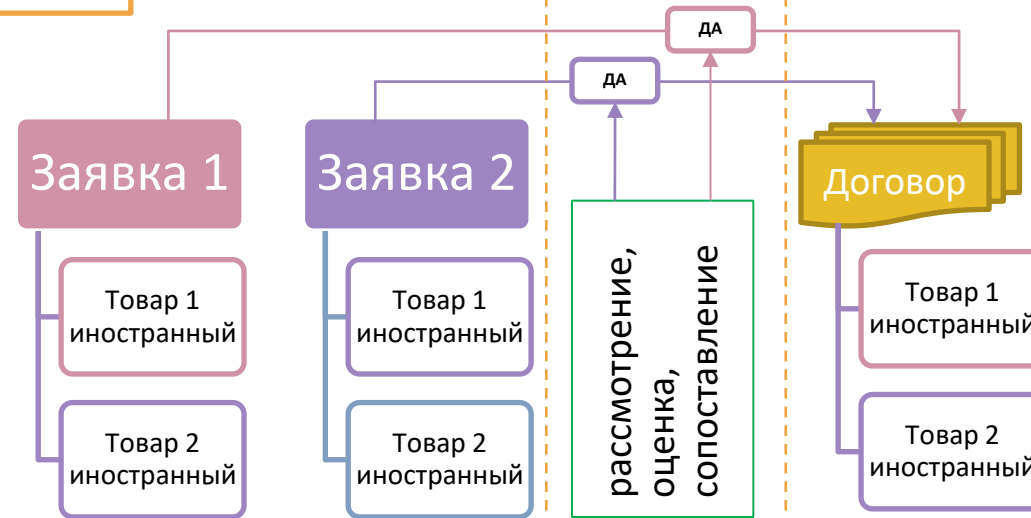 ДА
ДА
Заявка 1
Заявка 2
Договор
Товар 1
иностранный
Товар 2
иностранный
Товар 1
иностранный
Товар 2
иностранный
рассмотрение,
оценка,
сопоставление
Товар 1
иностранный
Товар 2
иностранный